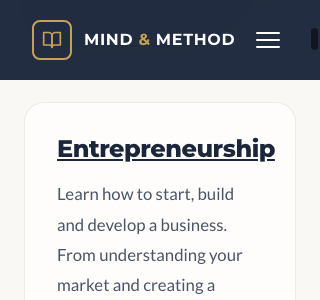 MIND & METHOD
Entrepreneurship
Learn how to start, build
and develop a business.
From understanding your
market and creating a